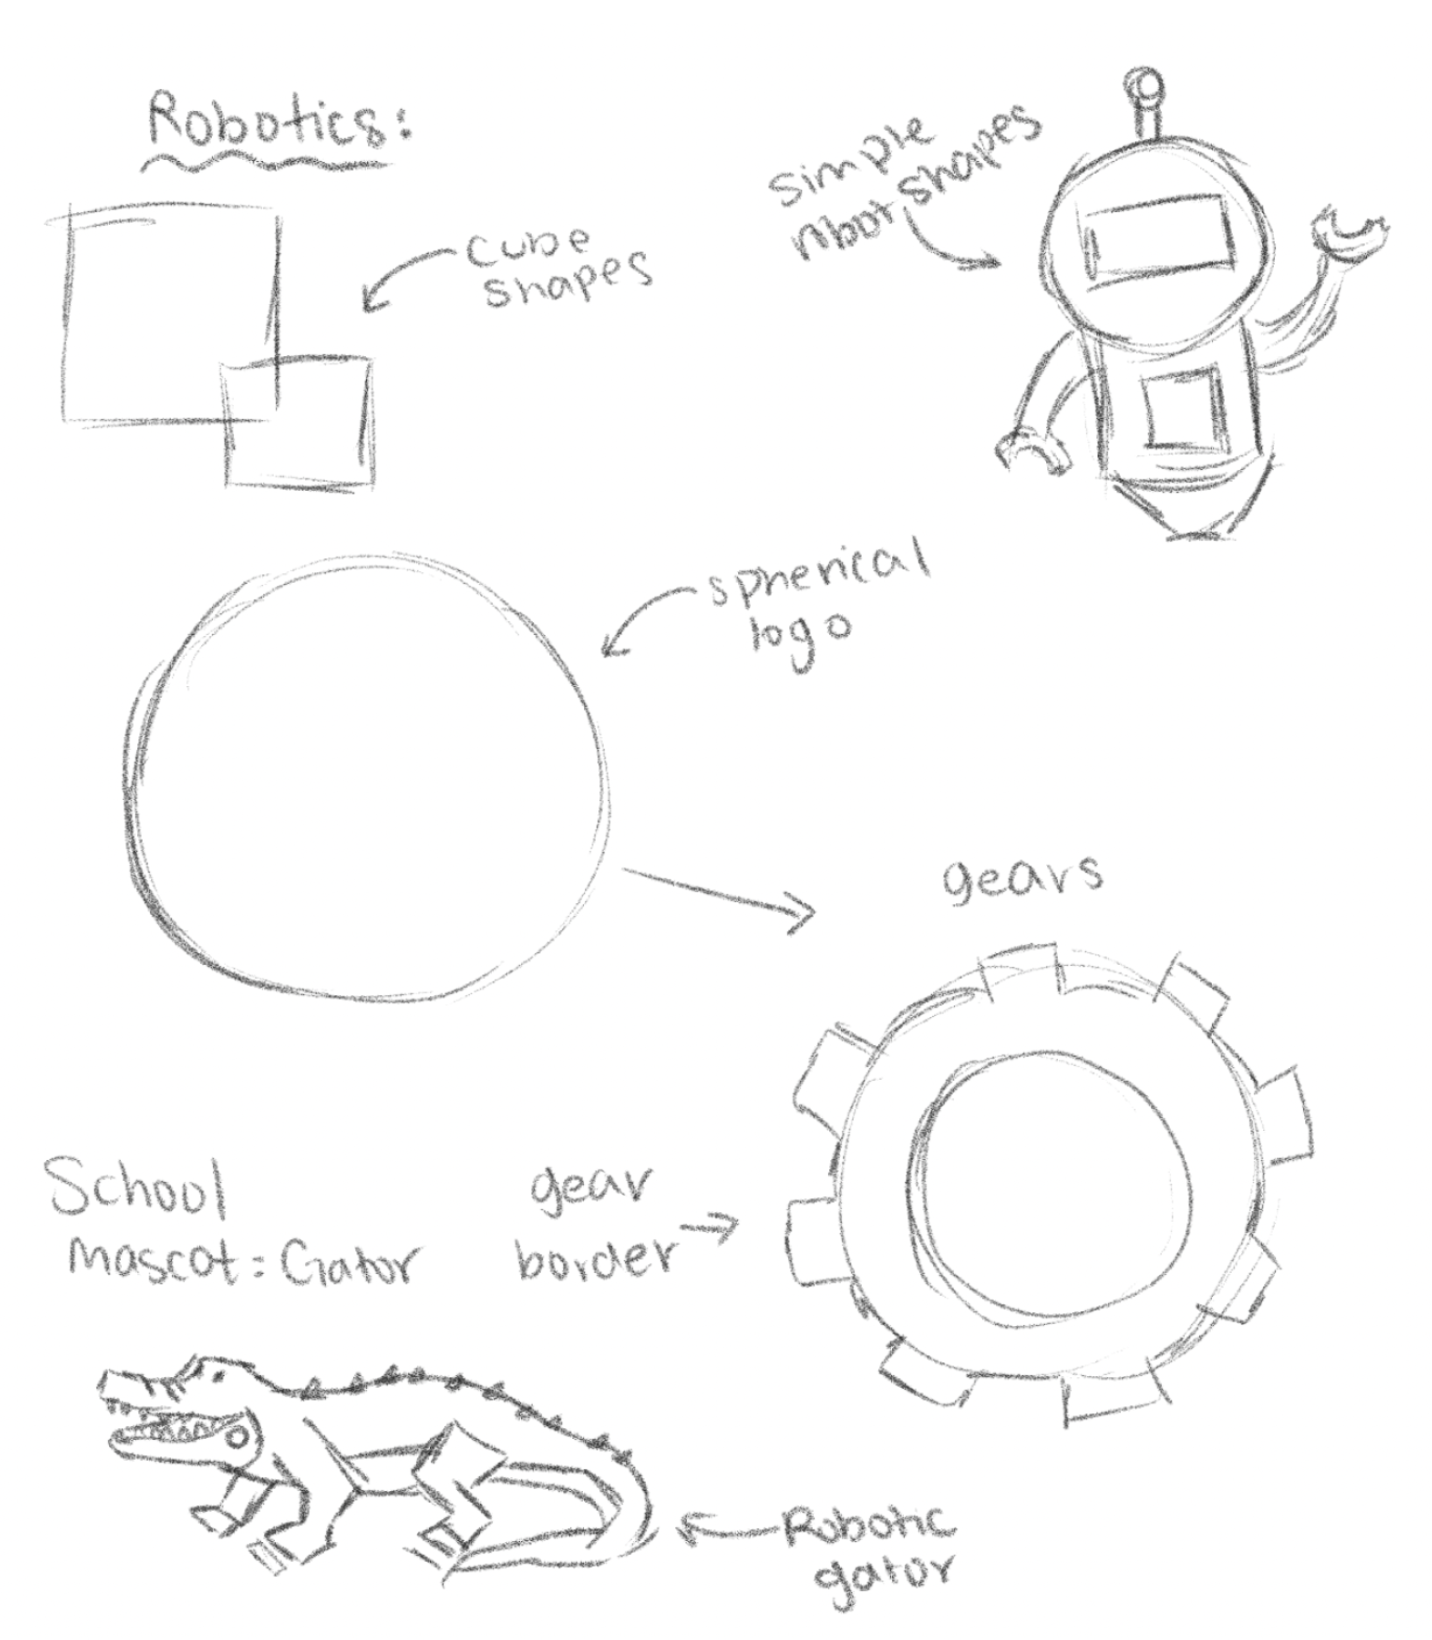 Robotics:
cube
shapes
simple
robot shapes
spherical
logo
gears
School
mascot = Gator
gear
border
Robotic
gator